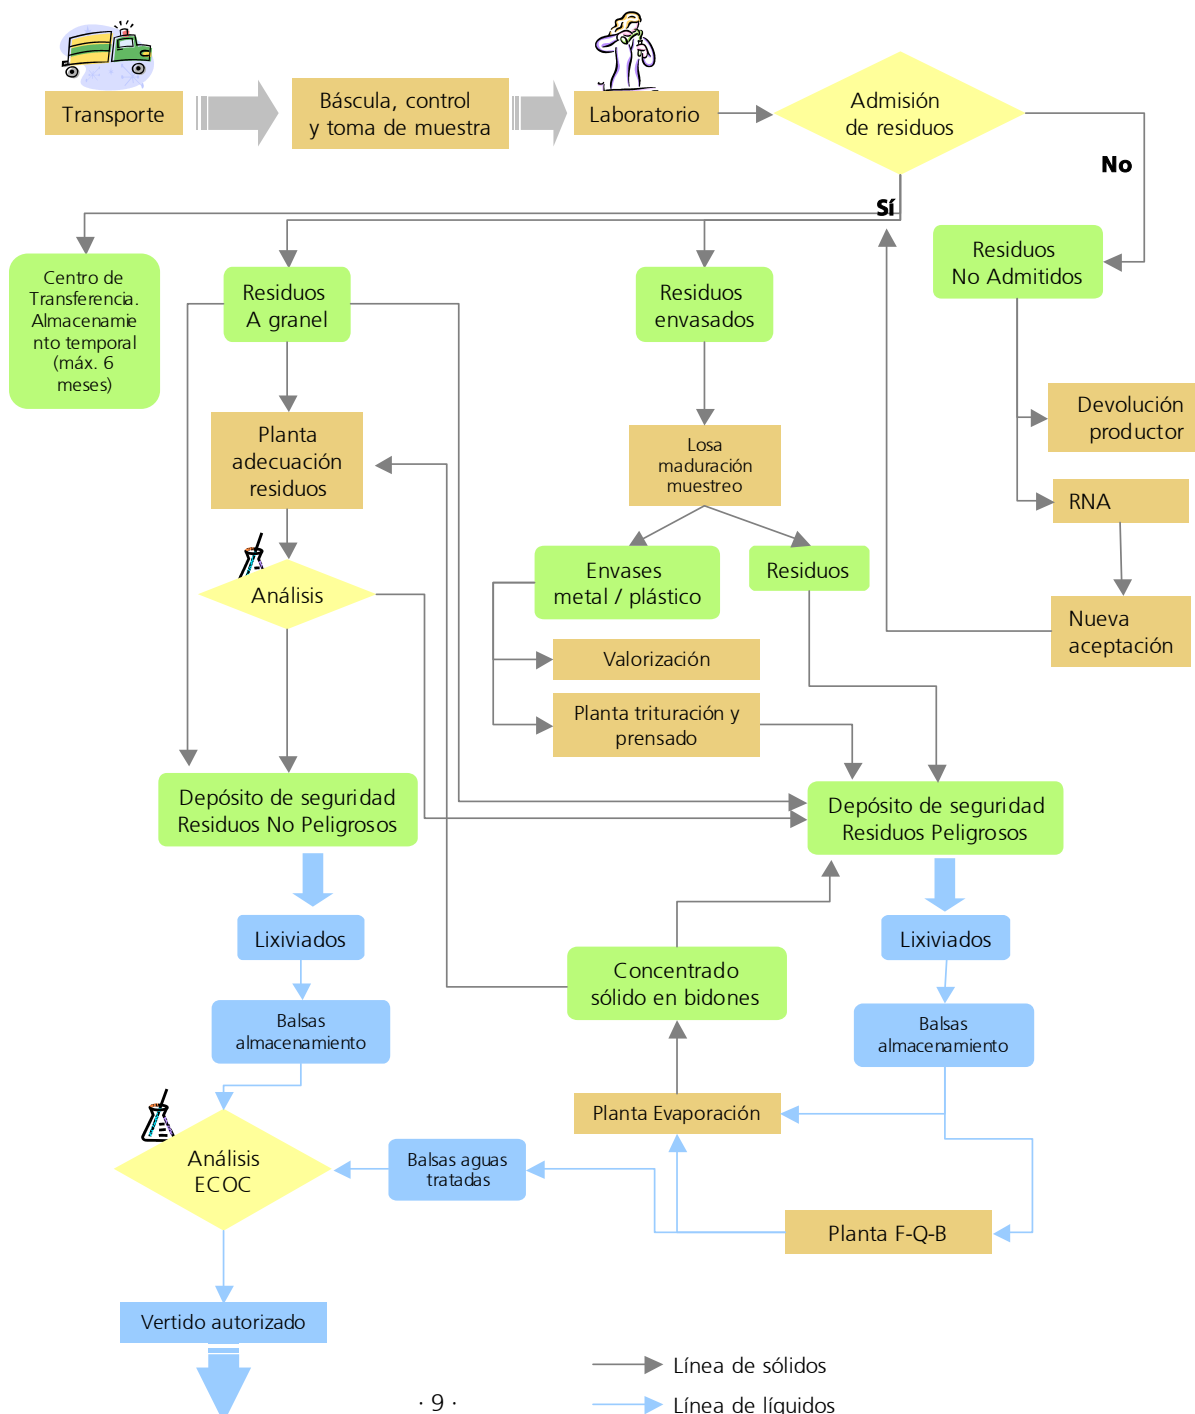 Transporte
Báscula, control
y toma de muestra
Laboratorio
Admisión
de residuos
No
Sí
Centro de
Transferencia.
Almacenamie
nto temporal
(máx. 6
meses)
Residuos
A granel
Residuos
envasados
Residuos
No Admitidos
Devolución
productor
Planta
adecuación
residuos
Losa
maduración
muestreo
RNA
Análisis
Envases
metal / plástico
Residuos
Nueva
aceptación
Valorización
Planta trituración y
prensado
Depósito de seguridad
Residuos No Peligrosos
Depósito de seguridad
Residuos Peligrosos
Lixiviados
Lixiviados
Concentrado
sólido en bidones
Balsas
almacenamiento
Balsas
almacenamiento
Planta Evaporación
Análisis
ECOC
Balsas aguas
tratadas
Planta F-Q-B
Vertido autorizado
Línea de sólidos
· 9 ·
Línea de líquidos